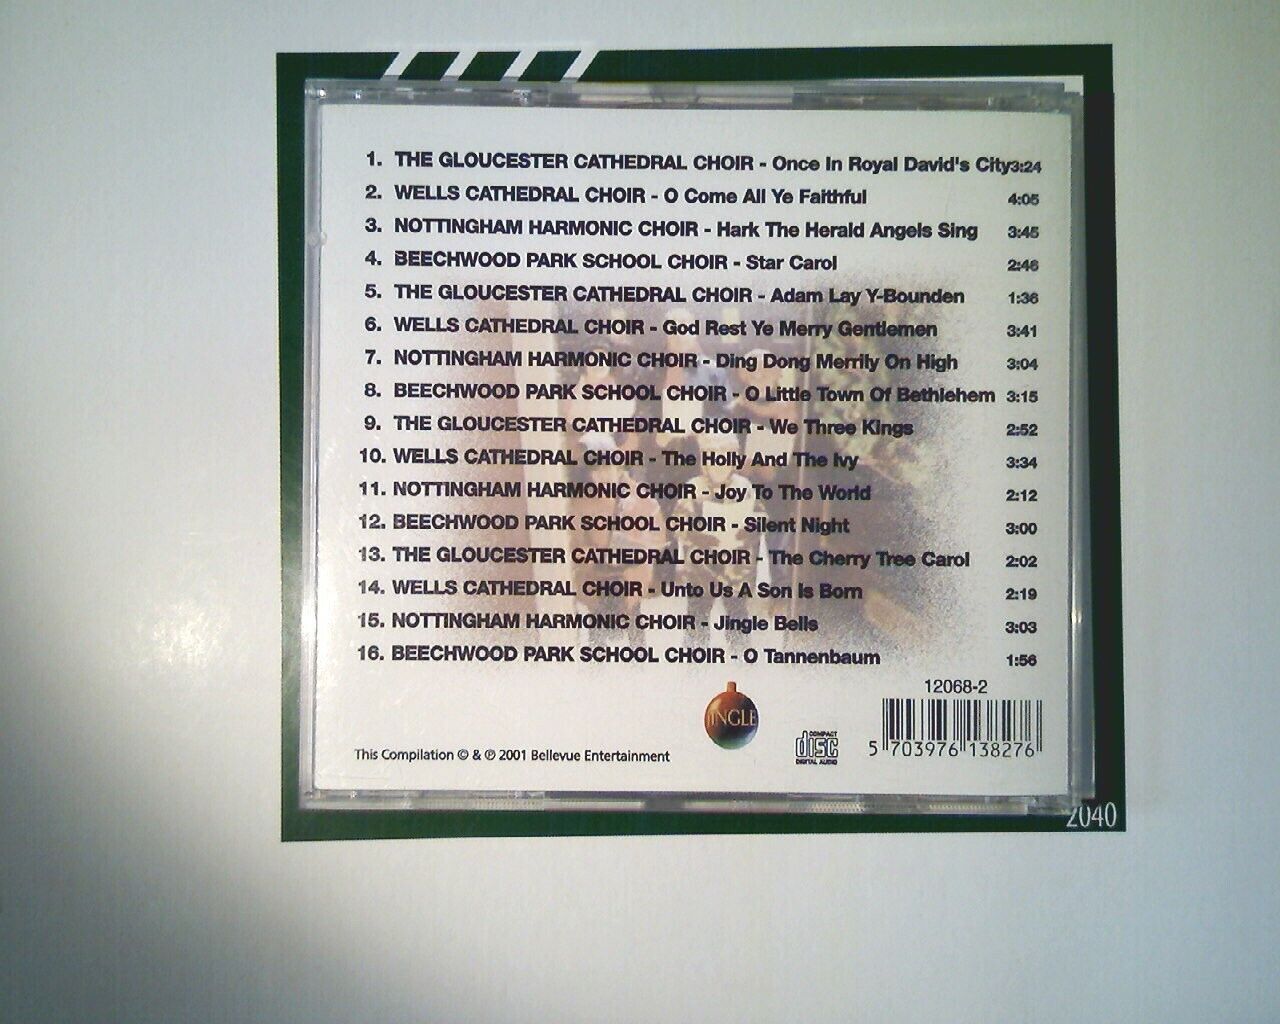 1. THE GLOUCESTER CATHEDRAL CHOIR - Once In Royal David's City 3:24
2. WELLS CATHEDRAL CHOIR - O Come All Ye Faithful 4:05
3. NOTTINGHAM HARMONIC CHOIR - Hark The Herald Angels Sing 3:45
4. BEECHWOOD PARK SCHOOL CHOIR - Star Carol 2:46
5. THE GLOUCESTER CATHEDRAL CHOIR - Adam Lay Y-Bounden 1:36
6. WELLS CATHEDRAL CHOIR - God Rest Ye Merry Gentlemen 3:41
7. NOTTINGHAM HARMONIC CHOIR - Ding Dong Merrily On High 3:04
8. BEECHWOOD PARK SCHOOL CHOIR - O Little Town Of Bethlehem 3:15
9. THE GLOUCESTER CATHEDRAL CHOIR - We Three Kings 2:52
10. WELLS CATHEDRAL CHOIR - The Holly And The Ivy 3:34
11. NOTTINGHAM HARMONIC CHOIR - Joy To The World 2:12
12. BEECHWOOD PARK SCHOOL CHOIR - Silent Night 3:00
13. THE GLOUCESTER CATHEDRAL CHOIR - The Cherry Tree Carol 2:02
14. WELLS CATHEDRAL CHOIR - Unto Us A Son Is Born 2:19
15. NOTTINGHAM HARMONIC CHOIR - Jingle Bells 3:03
16. BEECHWOOD PARK SCHOOL CHOIR - O Tannenbaum 1:56
12068-2
JINGLE
COMPACT
disc
DIGITAL AUDIO
5 703976 138276
This Compilation © & ℗ 2001 Bellevue Entertainment
2040